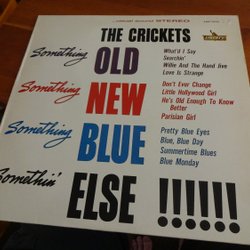 STEREO
THE CRICKETS
LIBERTY
Something OLD
What'd I Say
Searchin'
Willie And The Hand Jive
Love Is Strange
Something NEW
Don't Ever Change
Little Hollywood Girl
He's Old Enough To Know
Better
Parisian Girl
Something BLUE
Pretty Blue Eyes
Blue, Blue Day
Summertime Blues
Blue Monday
Somethin' ELSE !!!!!!